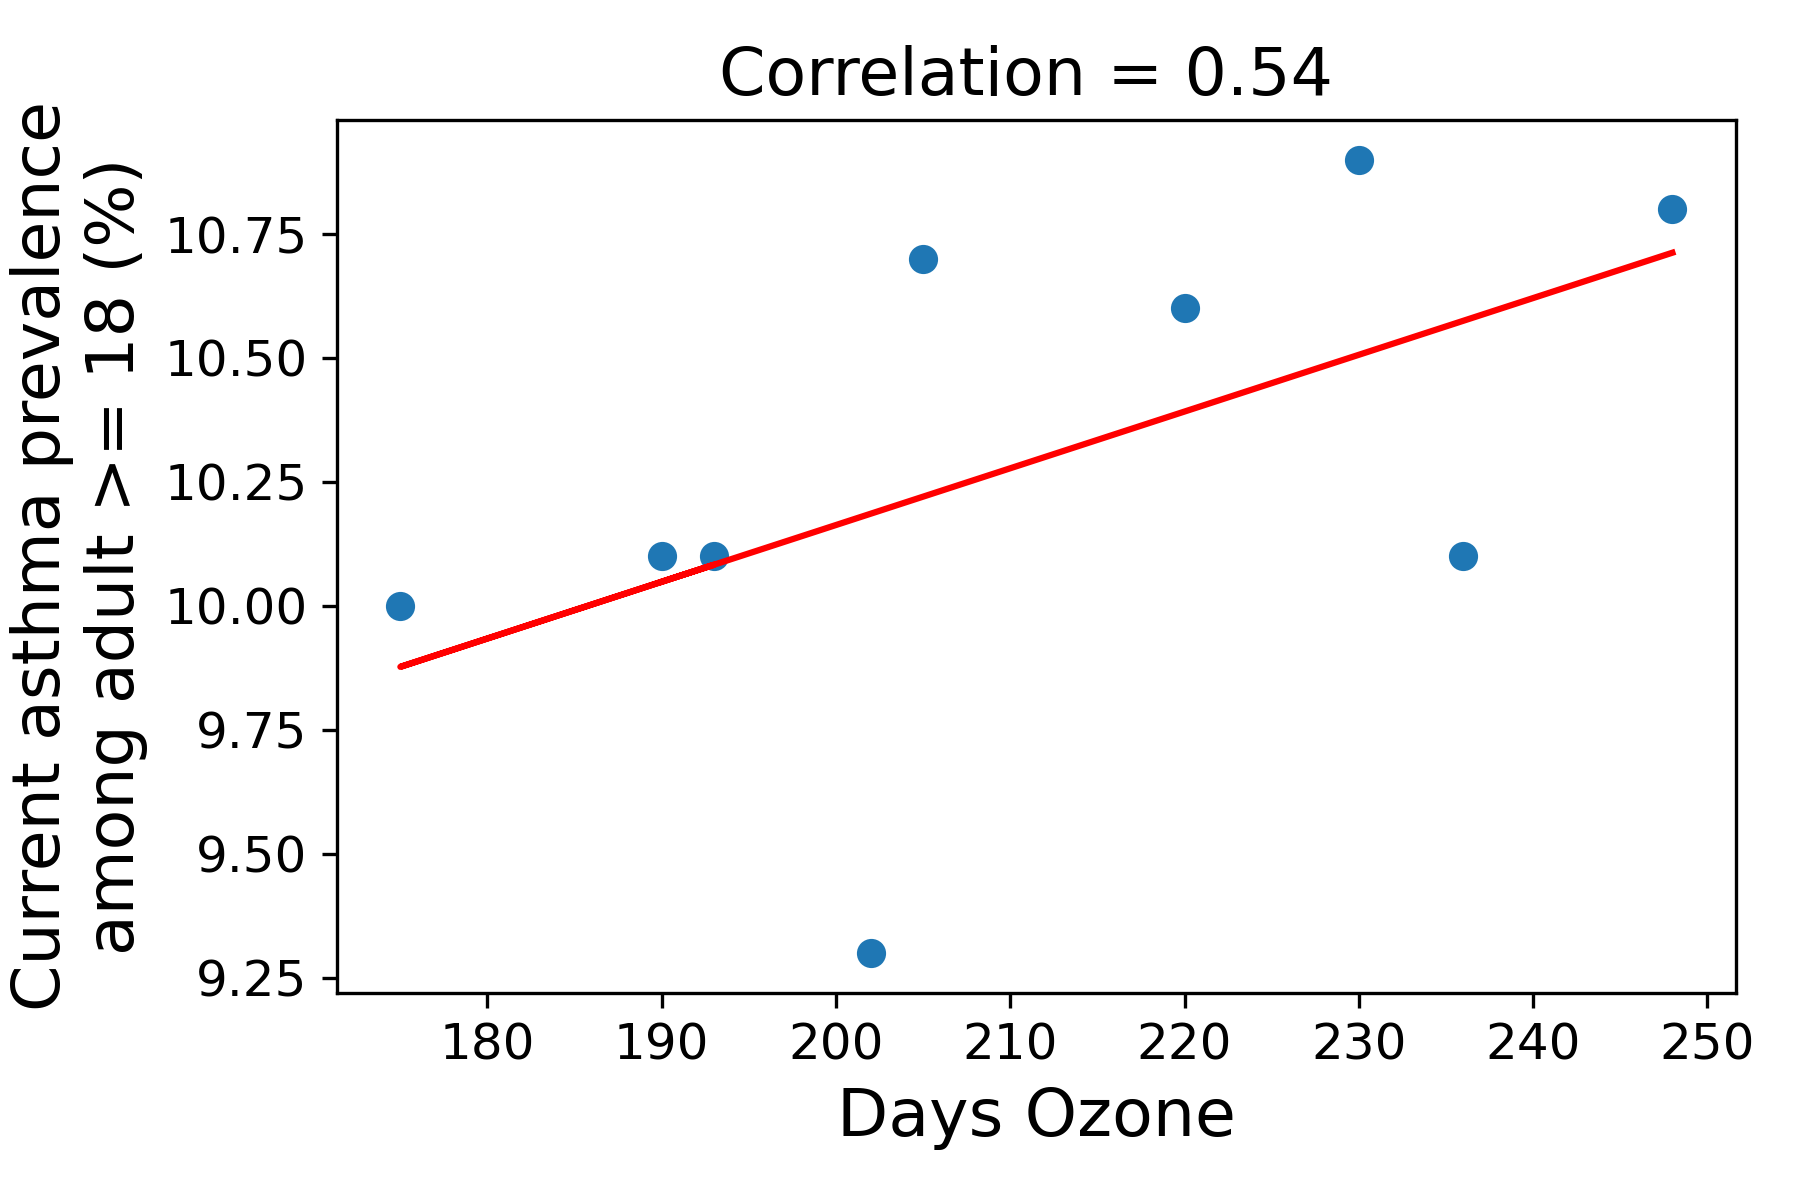 Correlation = 0.54
Current asthma prevalence
among adult >= 18 (%)
10.75
10.50
10.25
10.00
9.75
9.50
9.25
180 190 200 210 220 230 240 250
Days Ozone